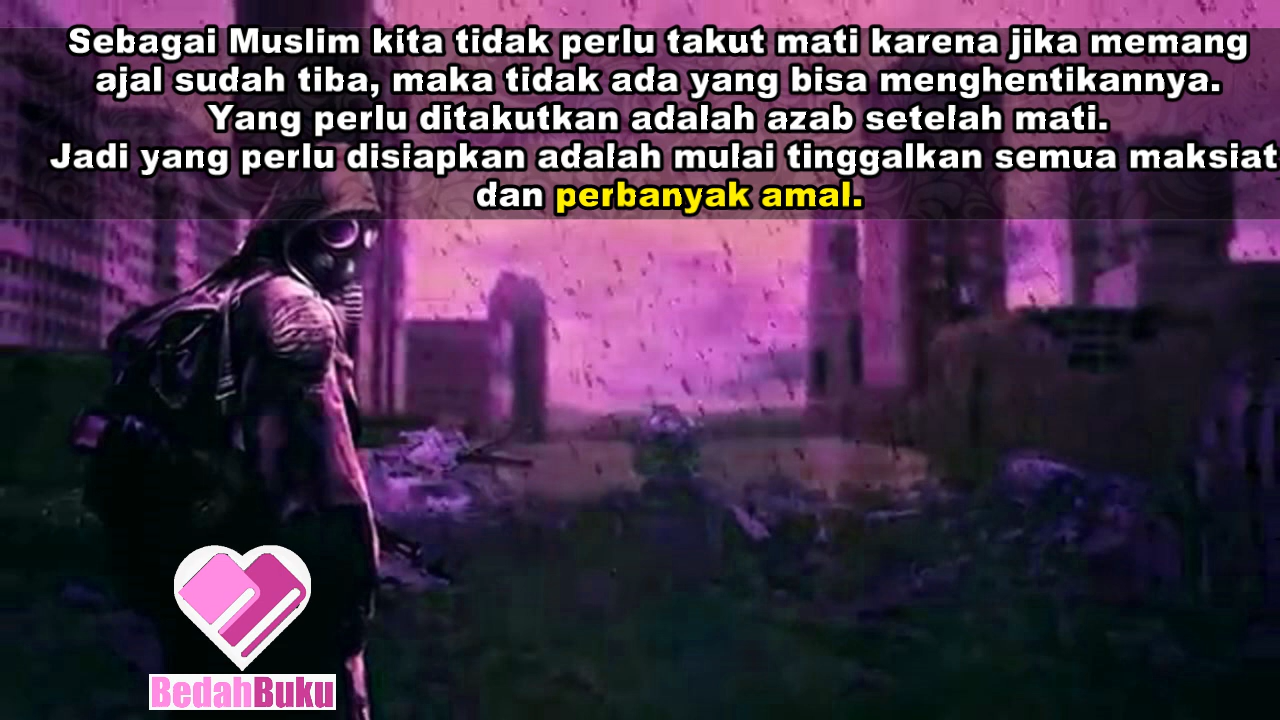 Sebagai Muslim kita tidak perlu takut mati karena jika memang
ajal sudah tiba, maka tidak ada yang bisa menghentikannya.
Yang perlu ditakutkan adalah azab setelah mati.
Jadi yang perlu disiapkan adalah mulai tinggalkan semua maksiat
dan perbanyak amal.
BedahBuku